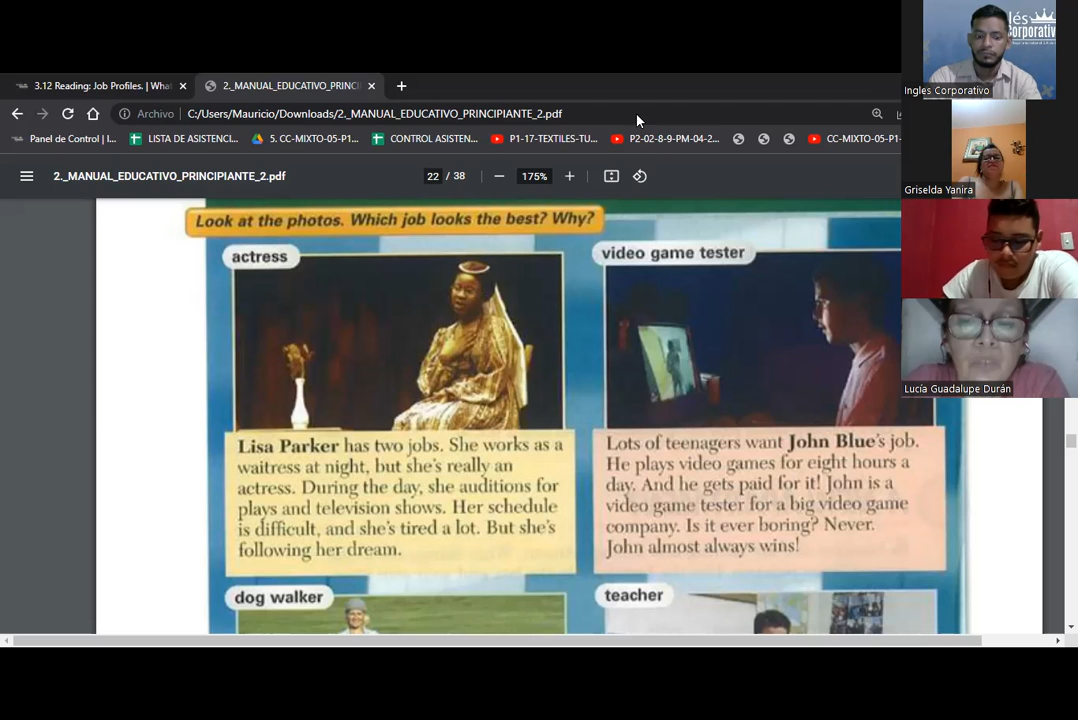 3.12 Reading: Job Profiles. | Wha
2._MANUAL_EDUCATIVO_PRINCI
Archivo
C:/Users/Mauricio/Downloads/2._MANUAL_EDUCATIVO_PRINCIPIANTE_2.pdf
Panel de Control | I...
LISTA DE ASISTENCI...
5. CC-MIXTO-05-P1...
CONTROL ASISTEN...
P1-17-TEXTILES-TU...
P2-02-8-9-PM-04-2...
CC-MIXTO-05-P1
2._MANUAL_EDUCATIVO_PRINCIPIANTE_2.pdf
22 / 38
175%
Look at the photos. Which job looks the best? Why?
actress
Lisa Parker has two jobs. She works as a
waitress at night, but she's really an
actress. During the day, she auditions for
plays and television shows. Her schedule
is difficult, and she's tired a lot. But she's
following her dream.
video game tester
Lots of teenagers want John Blue's job.
He plays video games for eight hours a
day. And he gets paid for it! John is a
video game tester for a big video game
company. Is it ever boring? Never.
John almost always wins!
dog walker
teacher
lés
Corporativ
Ingles Corporativo
Griselda Yanira
Lucía Guadalupe Durán